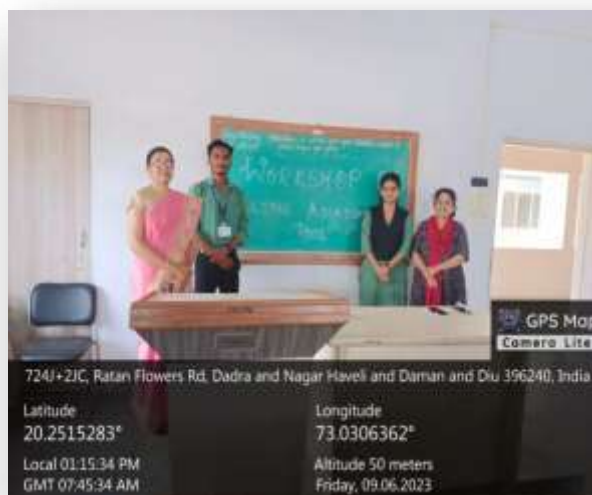 WORKSHOP
GPS Map
Camera Lite
724J+2JC, Ratan Flowers Rd, Dadra and Nagar Haveli and Daman and Diu 396240, India
Latitude
20.2515283°
Longitude
73.0306362°
Local 01:15:34 PM
GMT 07:45:34 AM
Altitude 50 meters
Friday, 09.06.2023